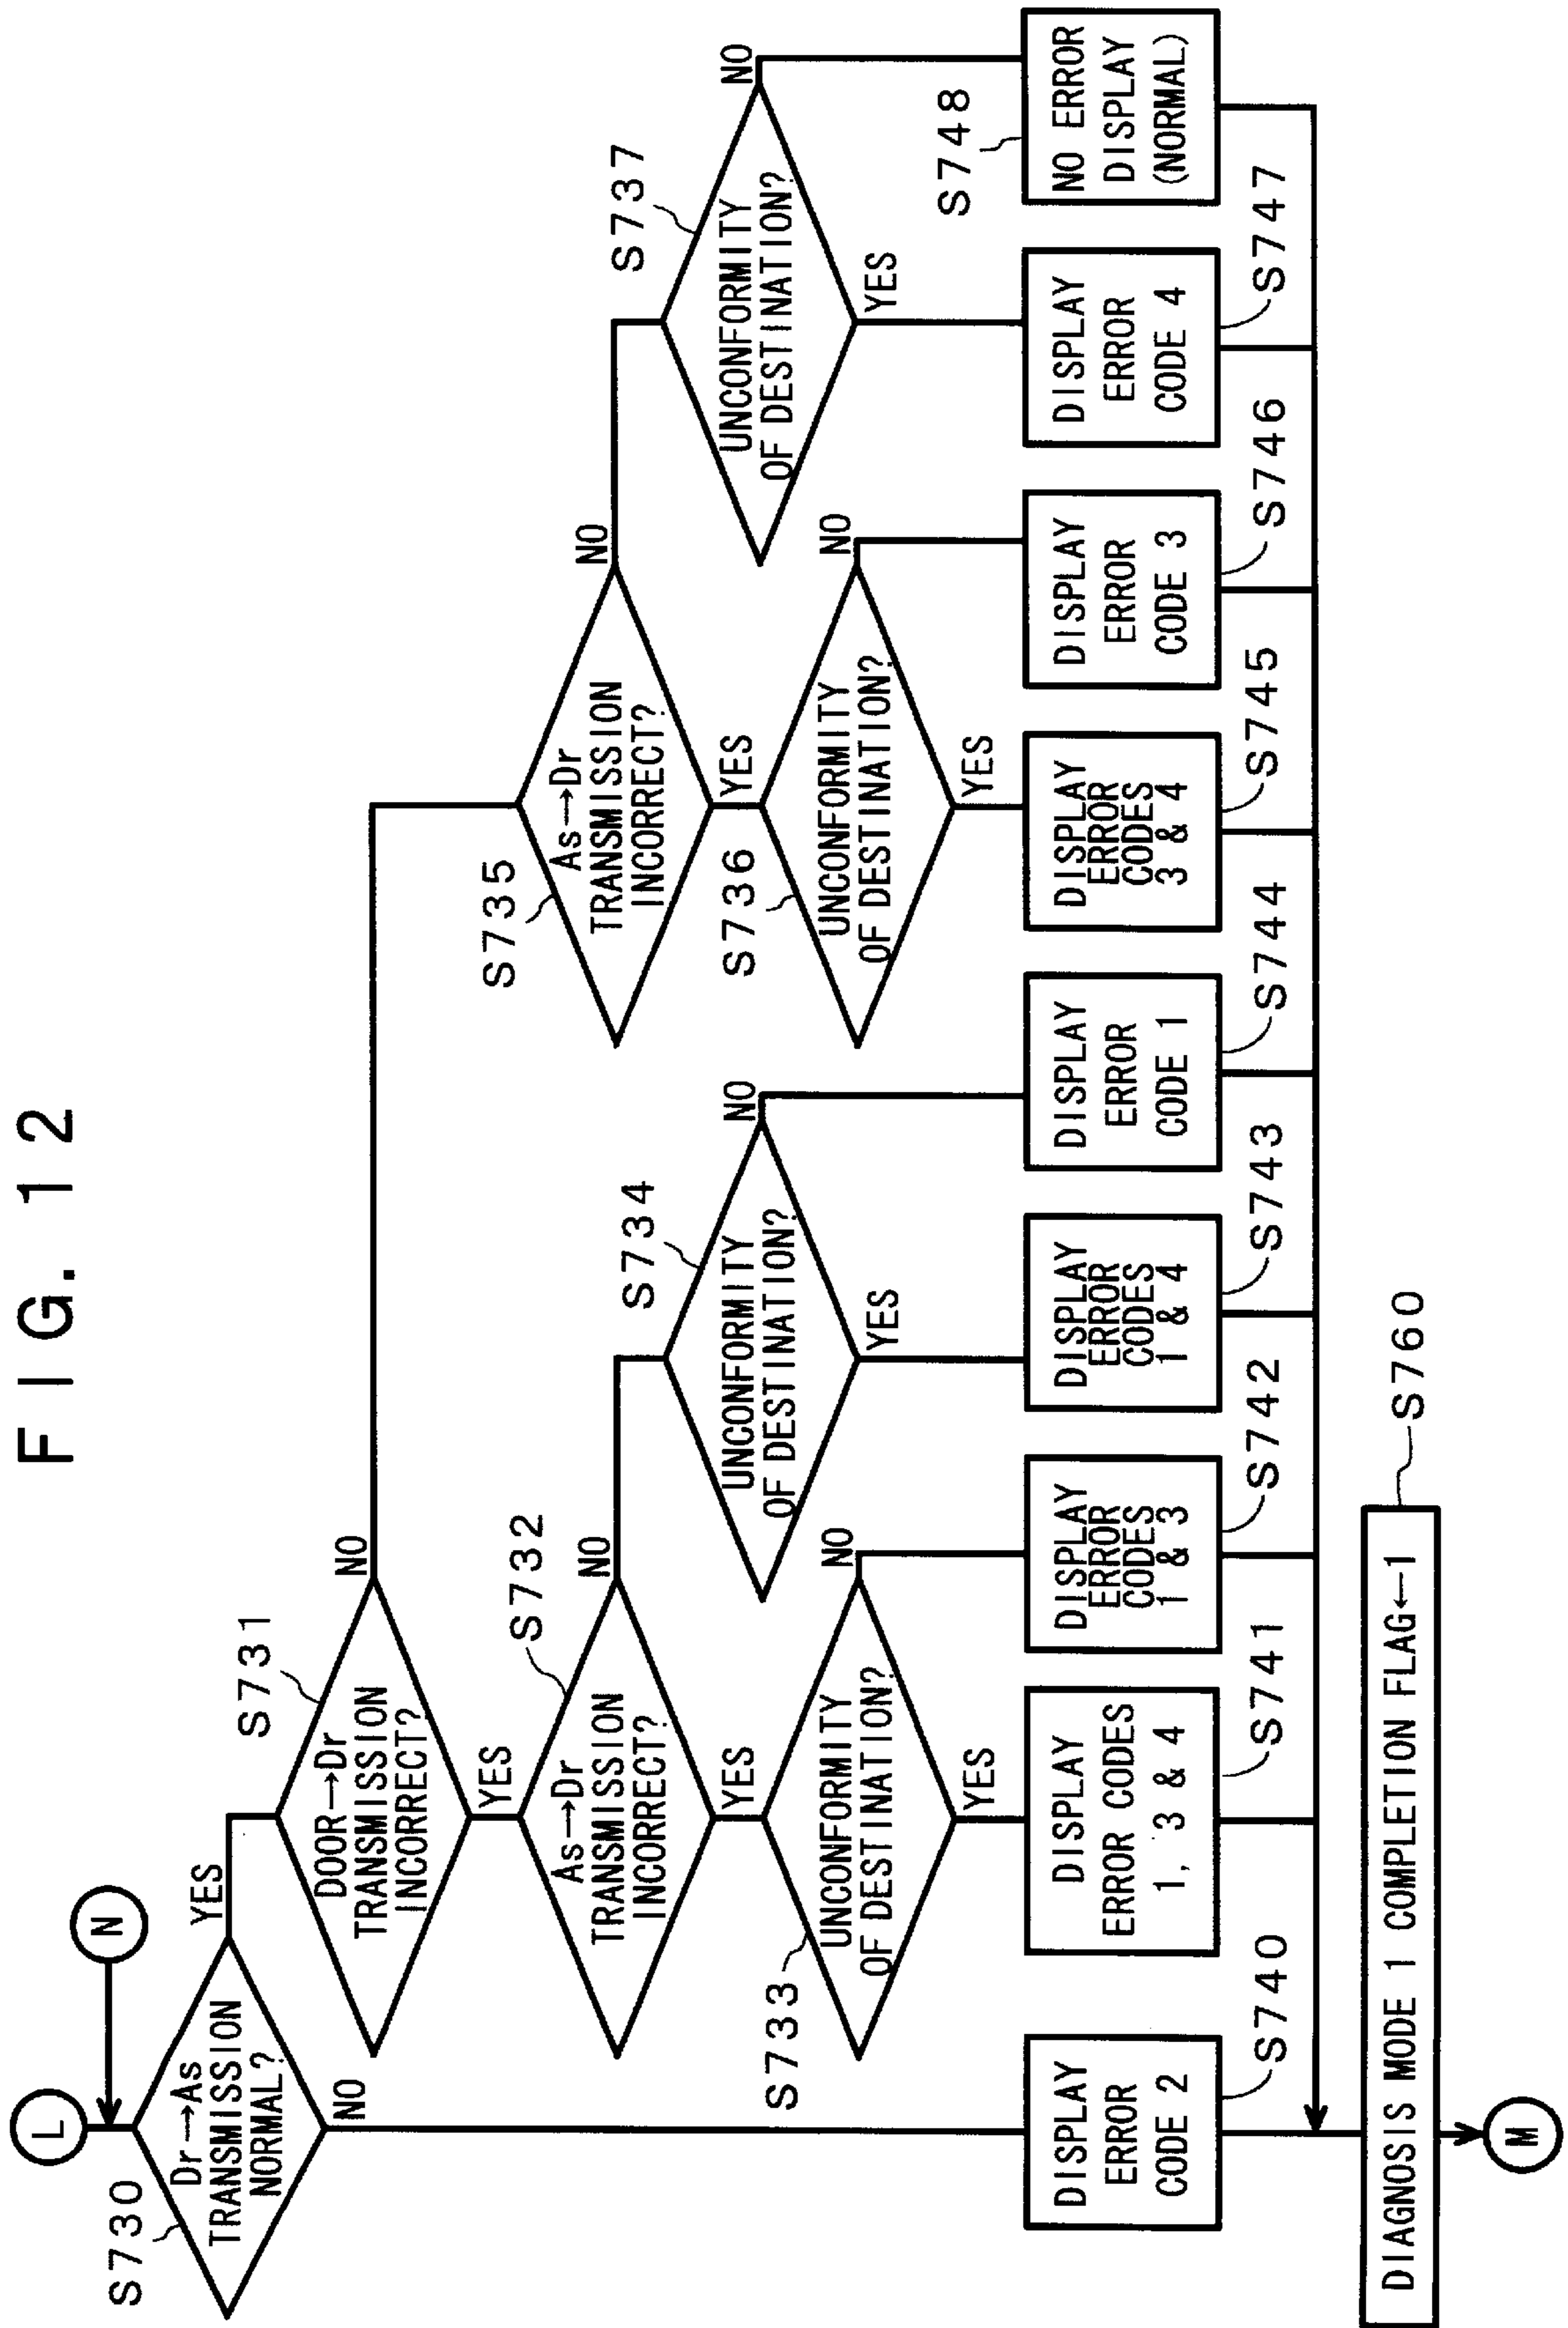 FIG. 12
L
N
S730
Dr→As
TRANSMISSION
NORMAL?
YES
NO
S731
DOOR→Dr
TRANSMISSION
INCORRECT?
NO
YES
S732
As→Dr
TRANSMISSION
INCORRECT?
NO
YES
S733
UNCONFORMITY
OF DESTINATION?
NO
YES
S734
UNCONFORMITY
OF DESTINATION?
NO
YES
S735
As→Dr
TRANSMISSION
INCORRECT?
NO
YES
S736
UNCONFORMITY
OF DESTINATION?
NO
YES
S737
UNCONFORMITY
OF DESTINATION?
NO
YES
DISPLAY
ERROR
CODE 2
S740
DISPLAY
ERROR CODES
1, 3 & 4
S741
DISPLAY
ERROR
CODES
1 & 3
S742
DISPLAY
ERROR
CODES
1 & 4
S743
DISPLAY
ERROR
CODE 1
S744
DISPLAY
ERROR
CODES
3 & 4
S745
DISPLAY
ERROR
CODE 3
S746
DISPLAY
ERROR
CODE 4
S747
S748
NO ERROR
DISPLAY
(NORMAL)
DIAGNOSIS MODE 1 COMPLETION FLAG←1
S760
M